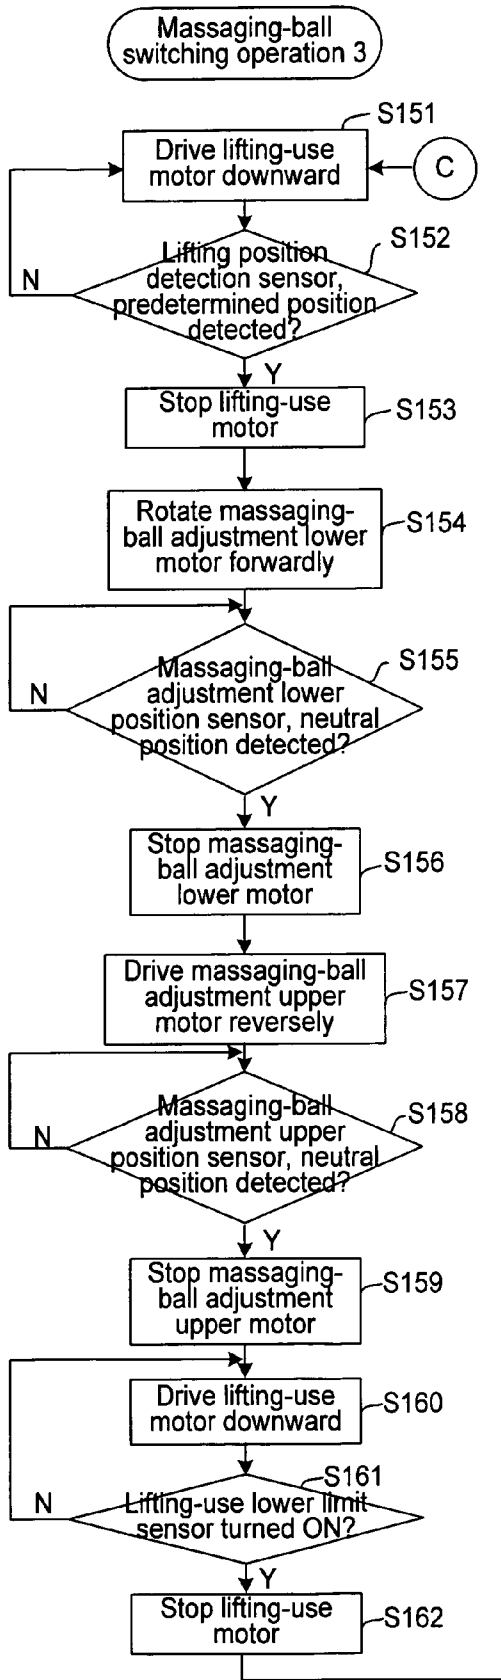 Massaging-ball
switching operation 3
S151
Drive lifting-use
motor downward
C
S152
Lifting position
detection sensor,
predetermined position
detected?
N
Y
Stop lifting-use
motor
S153
Rotate massaging-
ball adjustment lower
motor forwardly
S154
S155
Massaging-ball
adjustment lower
position sensor, neutral
position detected?
N
Y
Stop massaging-
ball adjustment
lower motor
S156
Drive massaging-ball
adjustment upper
motor reversely
S157
S158
Massaging-ball
adjustment upper
position sensor, neutral
position detected?
N
Y
Stop massaging-
ball adjustment
upper motor
S159
Drive lifting-use
motor downward
S160
S161
Lifting-use lower limit
sensor turned ON?
N
Y
Stop lifting-use
motor
S162